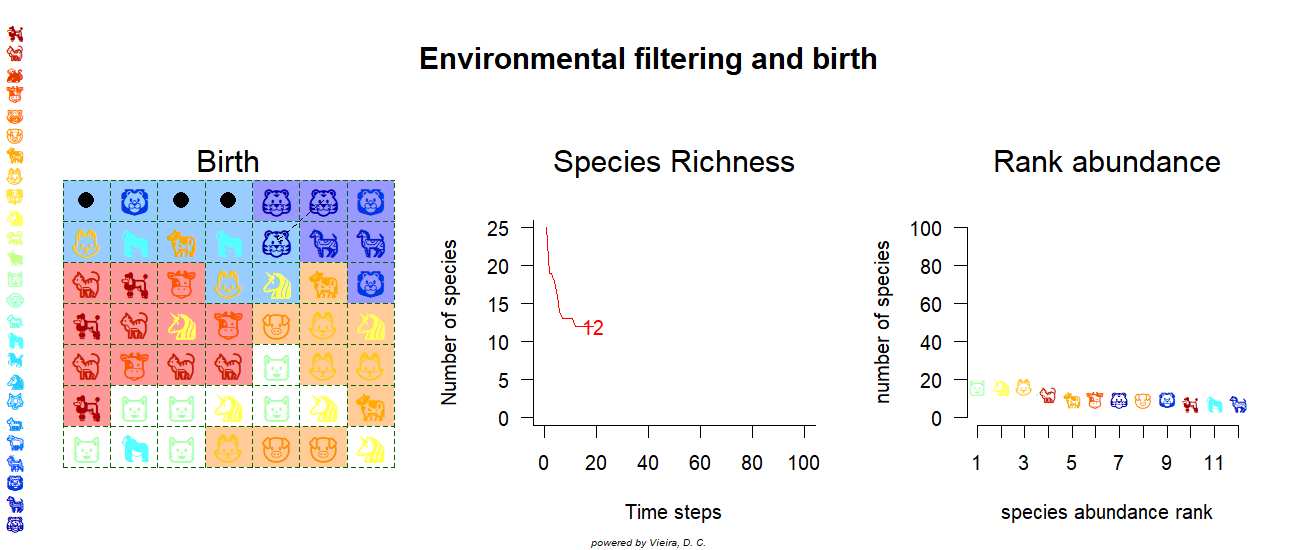 Environmental filtering and birth
Birth
Species Richness
Rank abundance
Number of species
25
20
15
10
5
0
12
0 20 40 60 80 100
Time steps
number of species
100
80
60
40
20
0
1 3 5 7 9 11
species abundance rank
powered by Vieira, D. C.